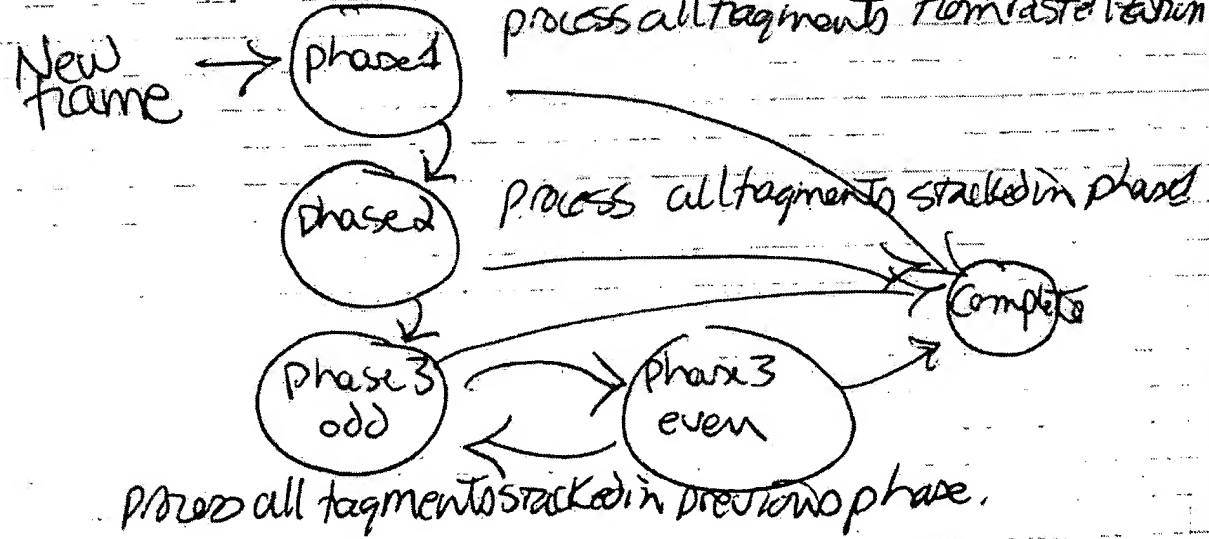 process all fragments from rasterization
New
frame
phase1
process all fragments stacked in phase1
phase2
Complete
phase3
odd
phase3
even
process all fragments stacked in previous phase.